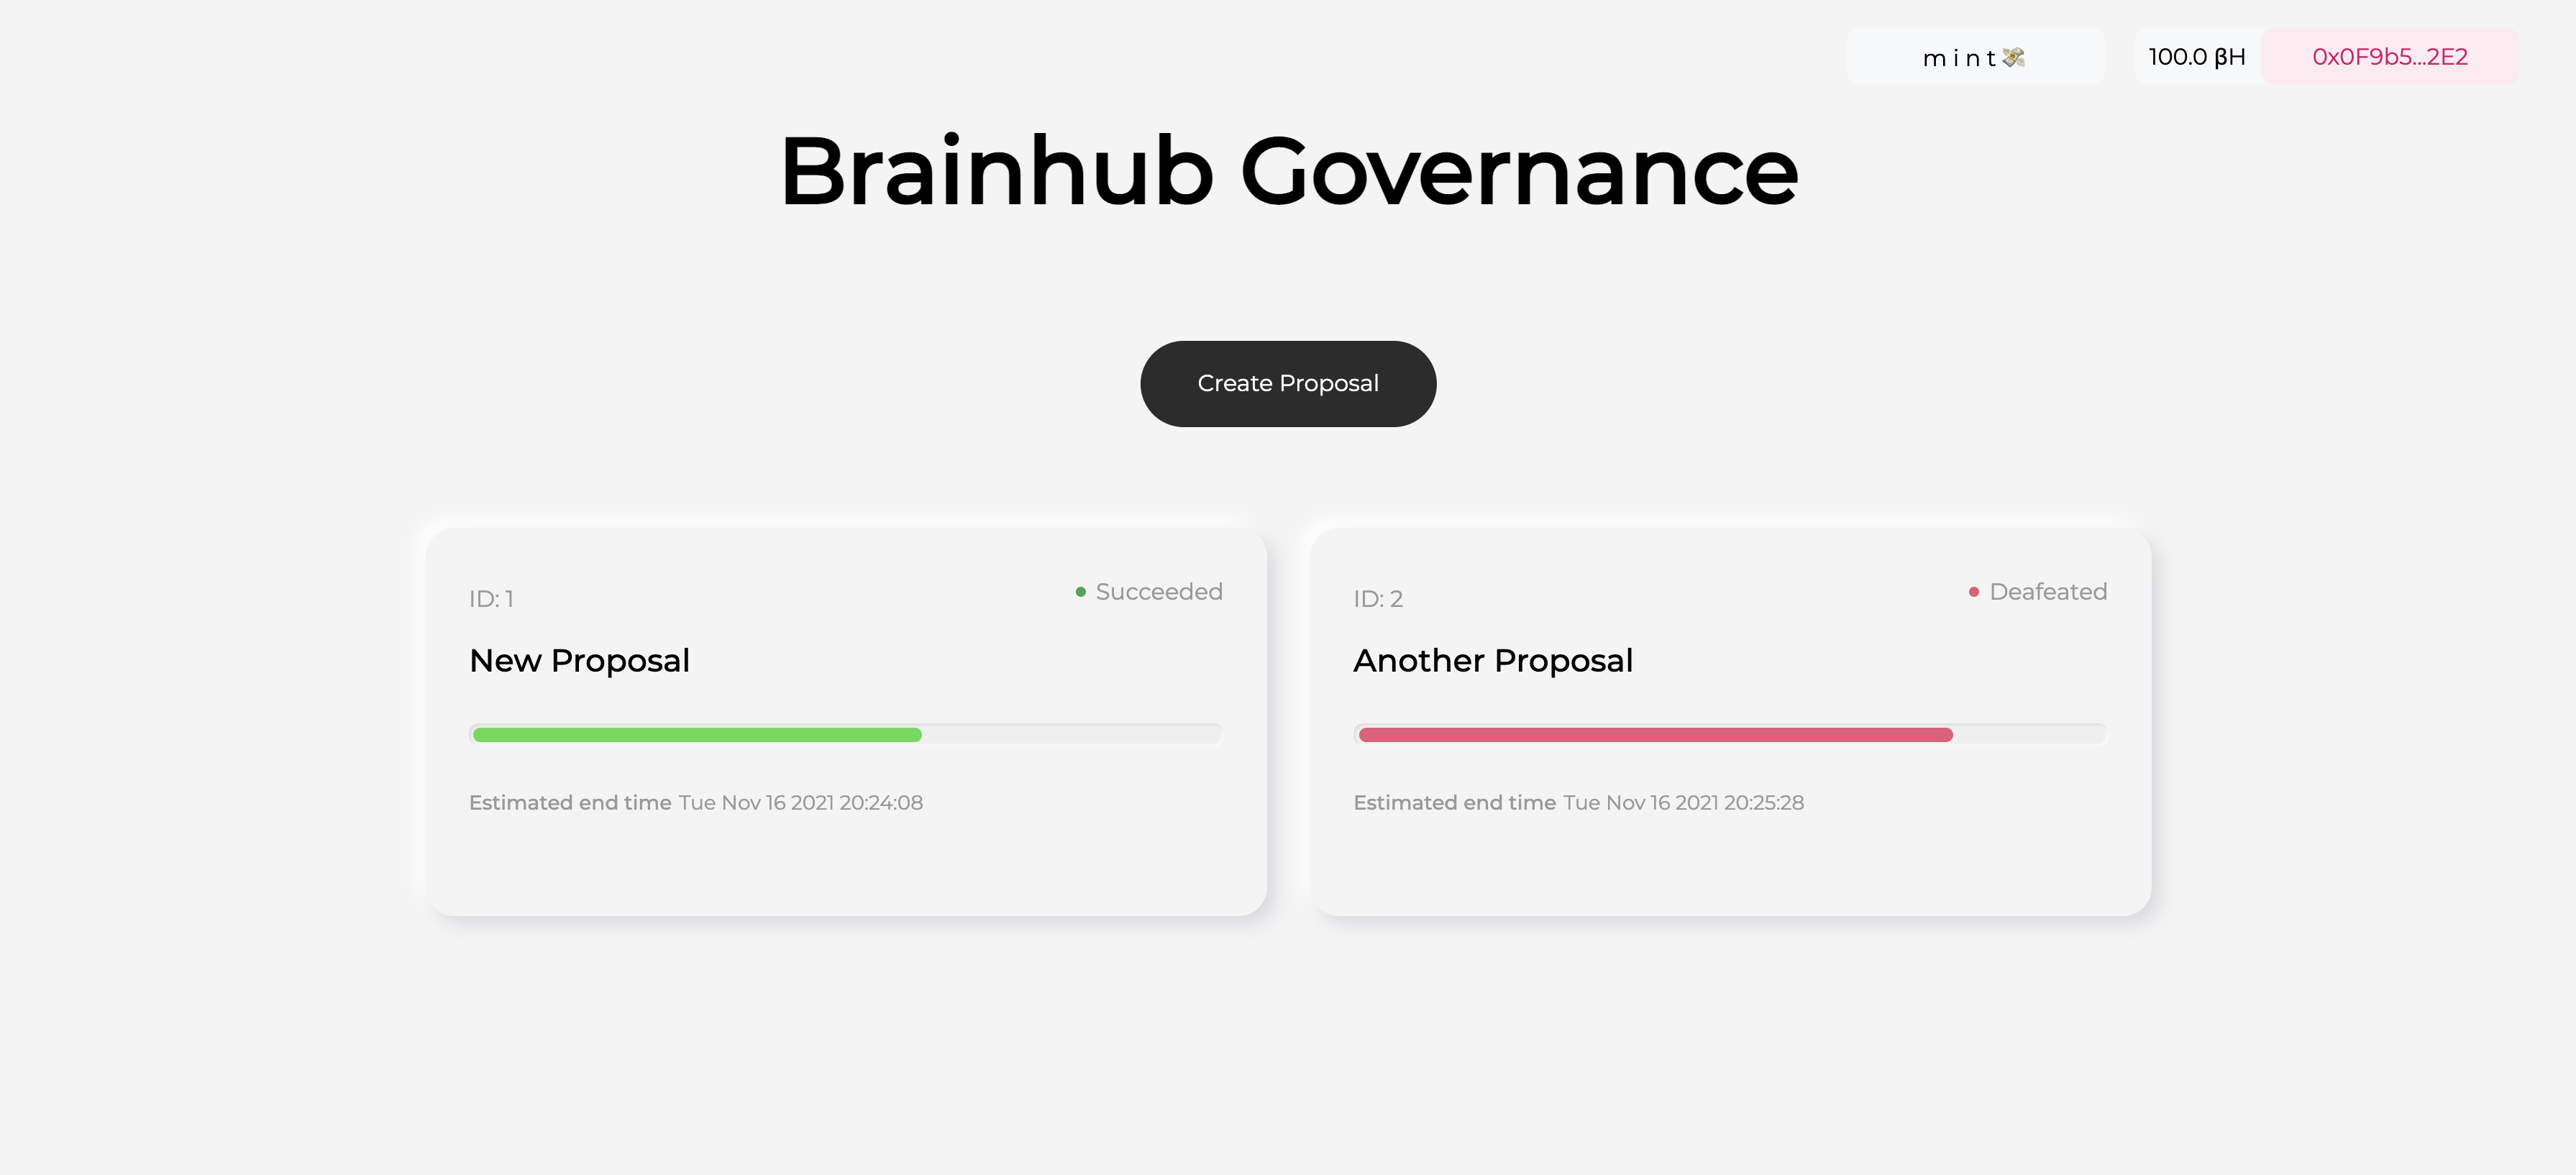 mint💸 100.0 βH 0x0F9b5...2E2
Brainhub Governance
Create Proposal
ID: 1
Succeeded
New Proposal
Estimated end time Tue Nov 16 2021 20:24:08
ID: 2
Deafeated
Another Proposal
Estimated end time Tue Nov 16 2021 20:25:28